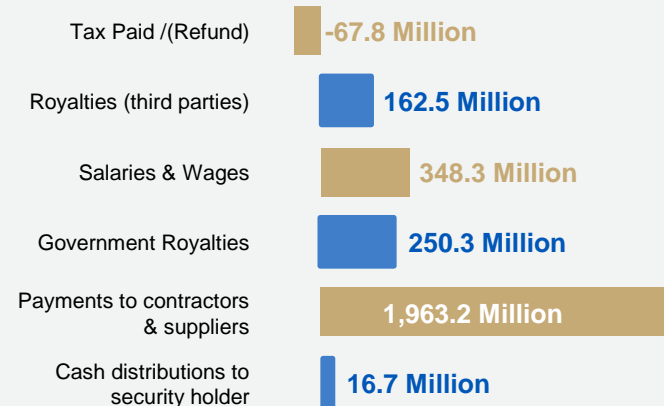 Tax Paid /(Refund)
-67.8 Million
Royalties (third parties)
162.5 Million
Salaries & Wages
348.3 Million
Government Royalties
250.3 Million
Payments to contractors
& suppliers
1,963.2 Million
Cash distributions to
security holder
16.7 Million